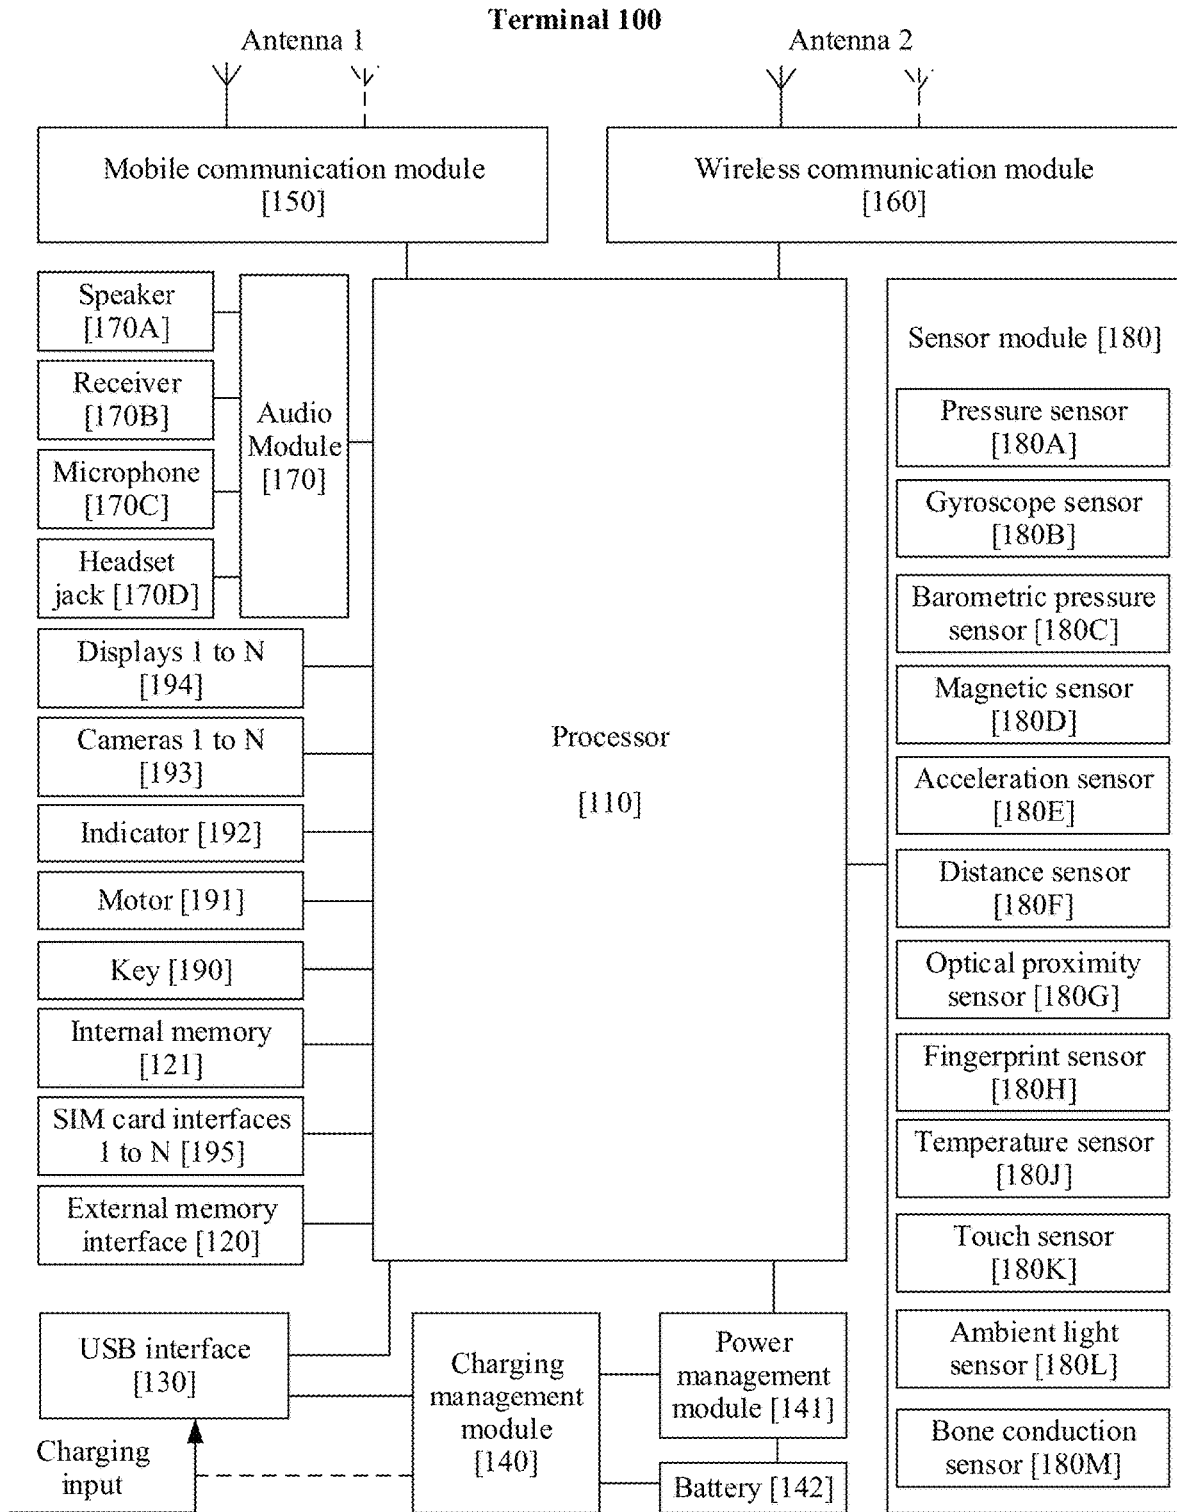 Terminal 100
Antenna 1
Antenna 2
Mobile communication module
[150]
Wireless communication module
[160]
Speaker
[170A]
Receiver
[170B]
Microphone
[170C]
Headset
jack [170D]
Audio
Module
[170]
Displays 1 to N
[194]
Cameras 1 to N
[193]
Indicator [192]
Motor [191]
Key [190]
Internal memory
[121]
SIM card interfaces
1 to N [195]
External memory
interface [120]
Processor
[110]
Sensor module [180]
Pressure sensor
[180A]
Gyroscope sensor
[180B]
Barometric pressure
sensor [180C]
Magnetic sensor
[180D]
Acceleration sensor
[180E]
Distance sensor
[180F]
Optical proximity
sensor [180G]
Fingerprint sensor
[180H]
Temperature sensor
[180J]
Touch sensor
[180K]
Ambient light
sensor [180L]
Bone conduction
sensor [180M]
USB interface
[130]
Charging
input
Charging
management
module
[140]
Power
management
module [141]
Battery [142]